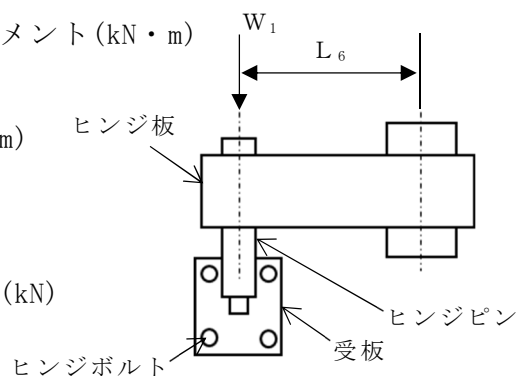 メント(kN・m)
W₁
L₆
ヒンジ板
m)
(kN)
ヒンジピン
受板
ヒンジボルト